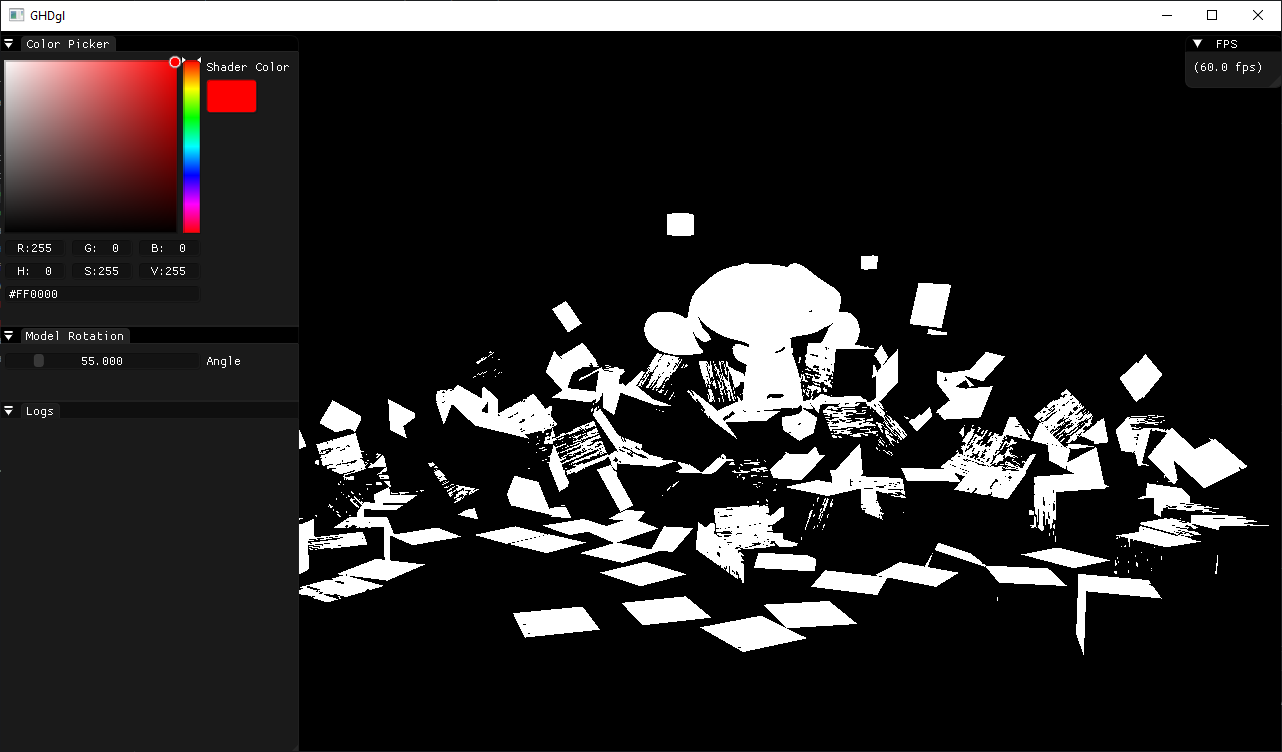 GHDgl
Color Picker
Shader Color
R:255 G: 0 B: 0
H: 0 S:255 V:255
#FF0000
Model Rotation
55.000 Angle
Logs
FPS
(60.0 fps)